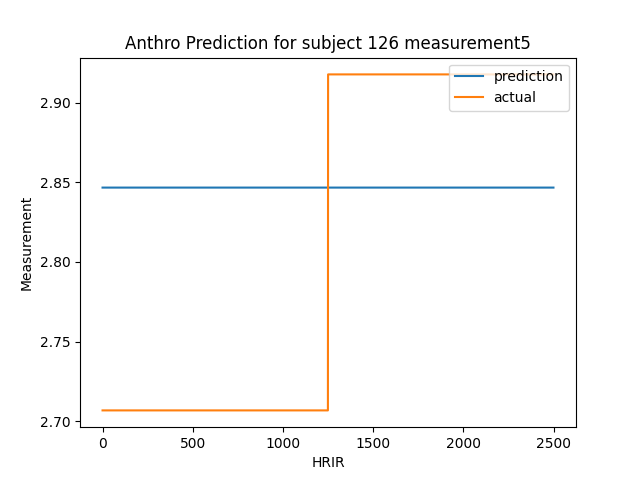 Anthro Prediction for subject 126 measurement5
prediction
actual
2.90
2.85
2.80
2.75
2.70
Measurement
0
500
1000
1500
2000
2500
HRIR